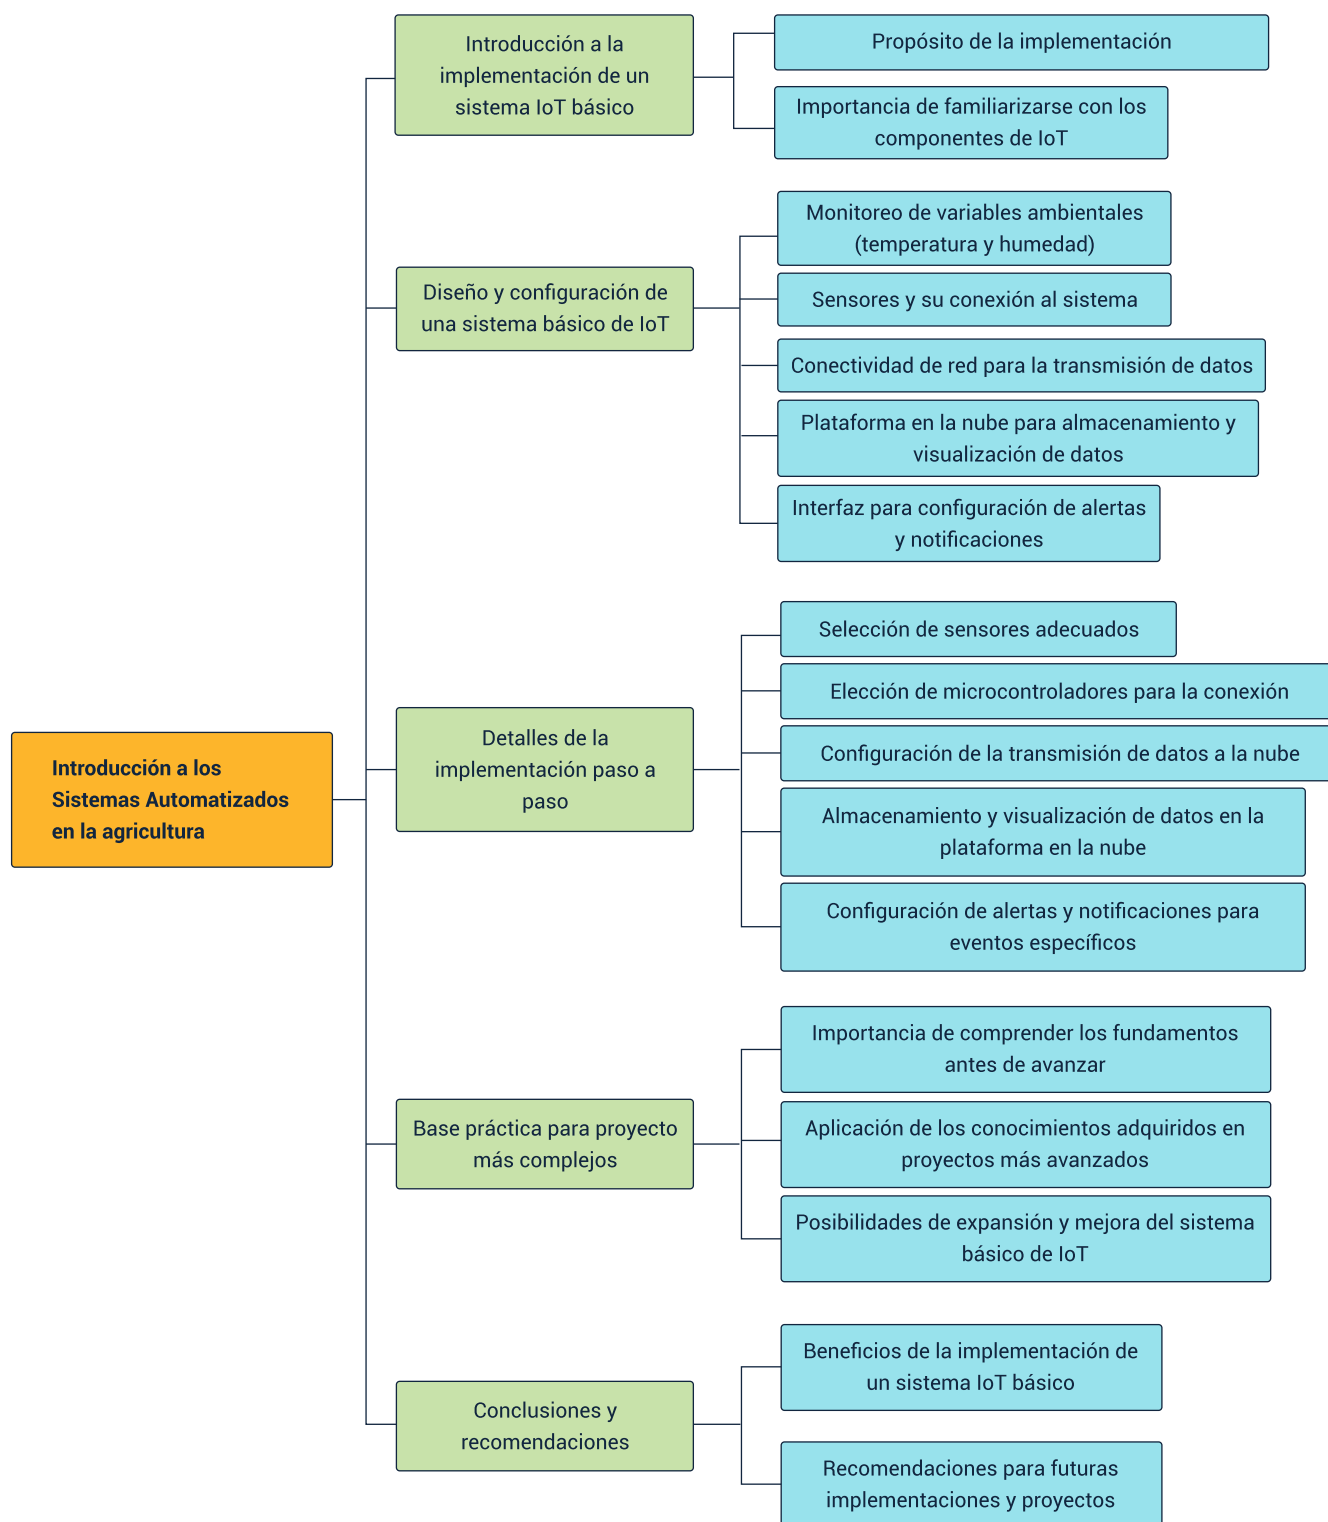 Introducción a los
Sistemas Automatizados
en la agricultura
Introducción a la
implementación de un
sistema IoT básico
Propósito de la implementación
Importancia de familiarizarse con los
componentes de IoT
Diseño y configuración de
una sistema básico de IoT
Monitoreo de variables ambientales
(temperatura y humedad)
Sensores y su conexión al sistema
Conectividad de red para la transmisión de datos
Plataforma en la nube para almacenamiento y
visualización de datos
Interfaz para configuración de alertas
y notificaciones
Detalles de la
implementación paso a
paso
Selección de sensores adecuados
Elección de microcontroladores para la conexión
Configuración de la transmisión de datos a la nube
Almacenamiento y visualización de datos en la
plataforma en la nube
Configuración de alertas y notificaciones para
eventos específicos
Base práctica para proyecto
más complejos
Importancia de comprender los fundamentos
antes de avanzar
Aplicación de los conocimientos adquiridos en
proyectos más avanzados
Posibilidades de expansión y mejora del sistema
básico de IoT
Conclusiones y
recomendaciones
Beneficios de la implementación de
un sistema IoT básico
Recomendaciones para futuras
implementaciones y proyectos